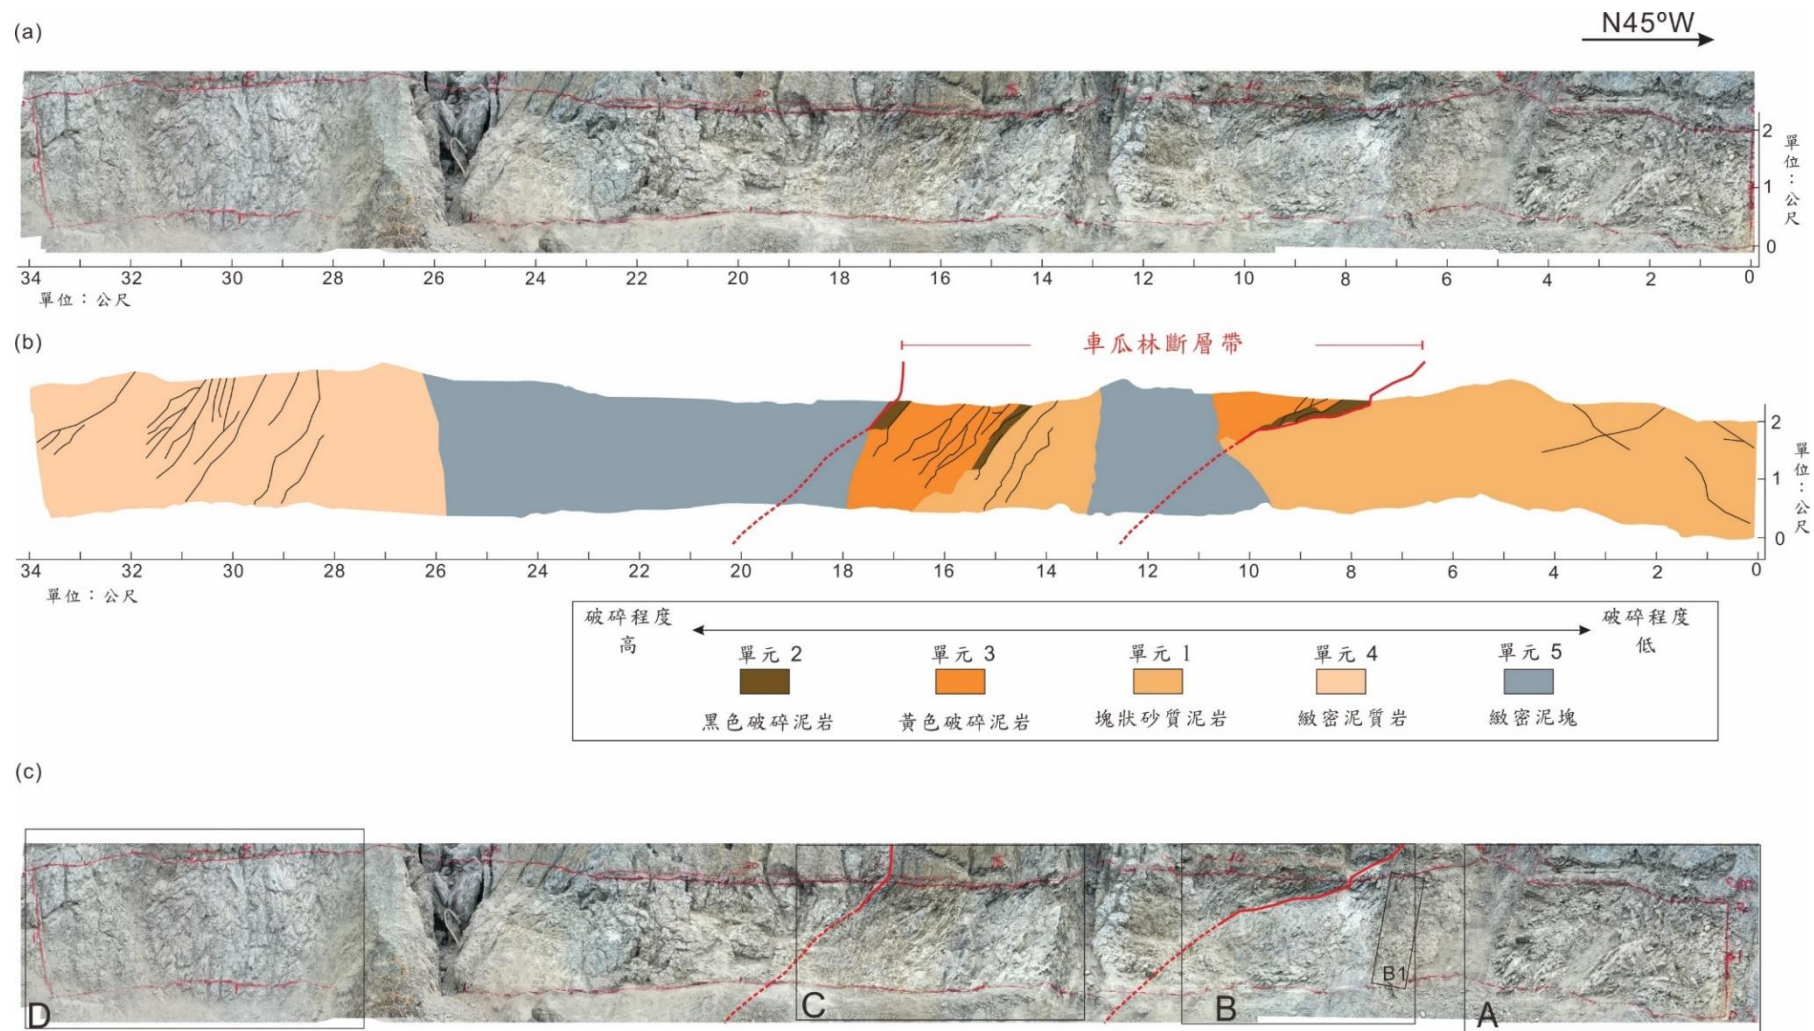 (a)
N45ºW
2
1
0
單位：公尺
34 32 30 28 26 24 22 20 18 16 14 12 10 8 6 4 2 0
單位：公尺
(b)
車瓜林斷層帶
2
1
0
單位：公尺
34 32 30 28 26 24 22 20 18 16 14 12 10 8 6 4 2 0
單位：公尺
破碎程度
高
破碎程度
低
單元 2 單元 3 單元 1 單元 4 單元 5
黑色破碎泥岩 黃色破碎泥岩 塊狀砂質泥岩 緻密泥質岩 緻密泥塊
(c)
D C B B1 A